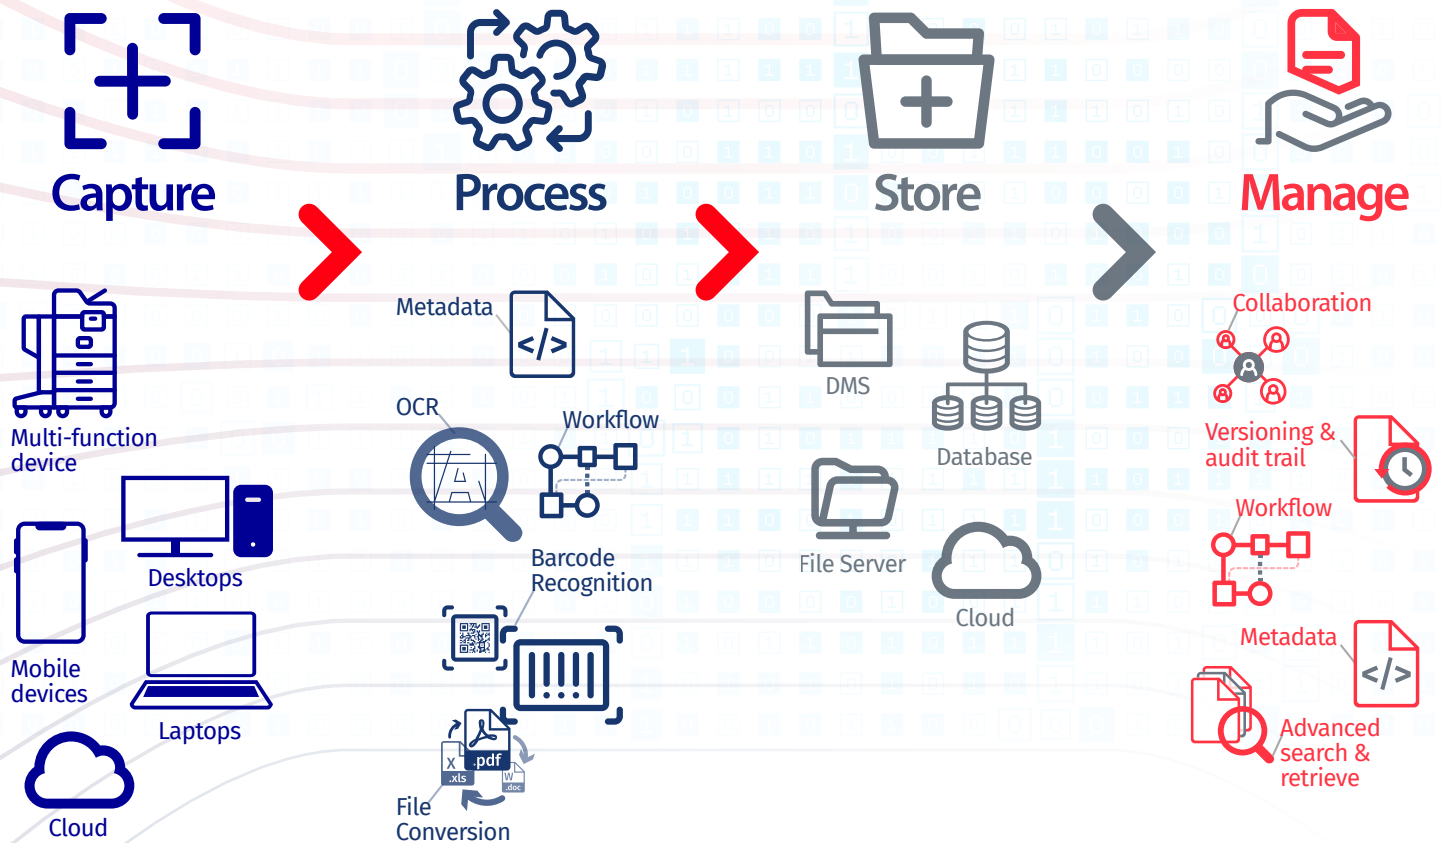 Capture
Process
Store
Manage
Multi-function
device
Desktops
Mobile
devices
Laptops
Cloud
Metadata
</>
OCR
A
Workflow
Barcode
Recognition
.pdf
X
.xls
W
.doc
File
Conversion
DMS
Database
File Server
Cloud
Collaboration
Versioning &
audit trail
Workflow
Metadata
</>
Advanced
search &
retrieve